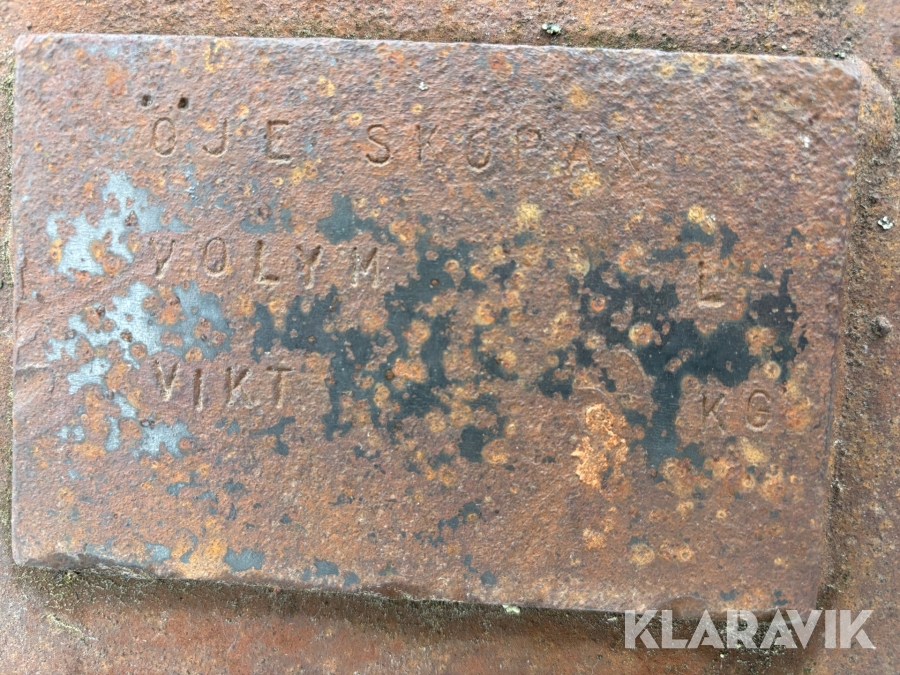 ÖJE SKOPAN
VOLYM L
VIKT KG
KLARAVIK